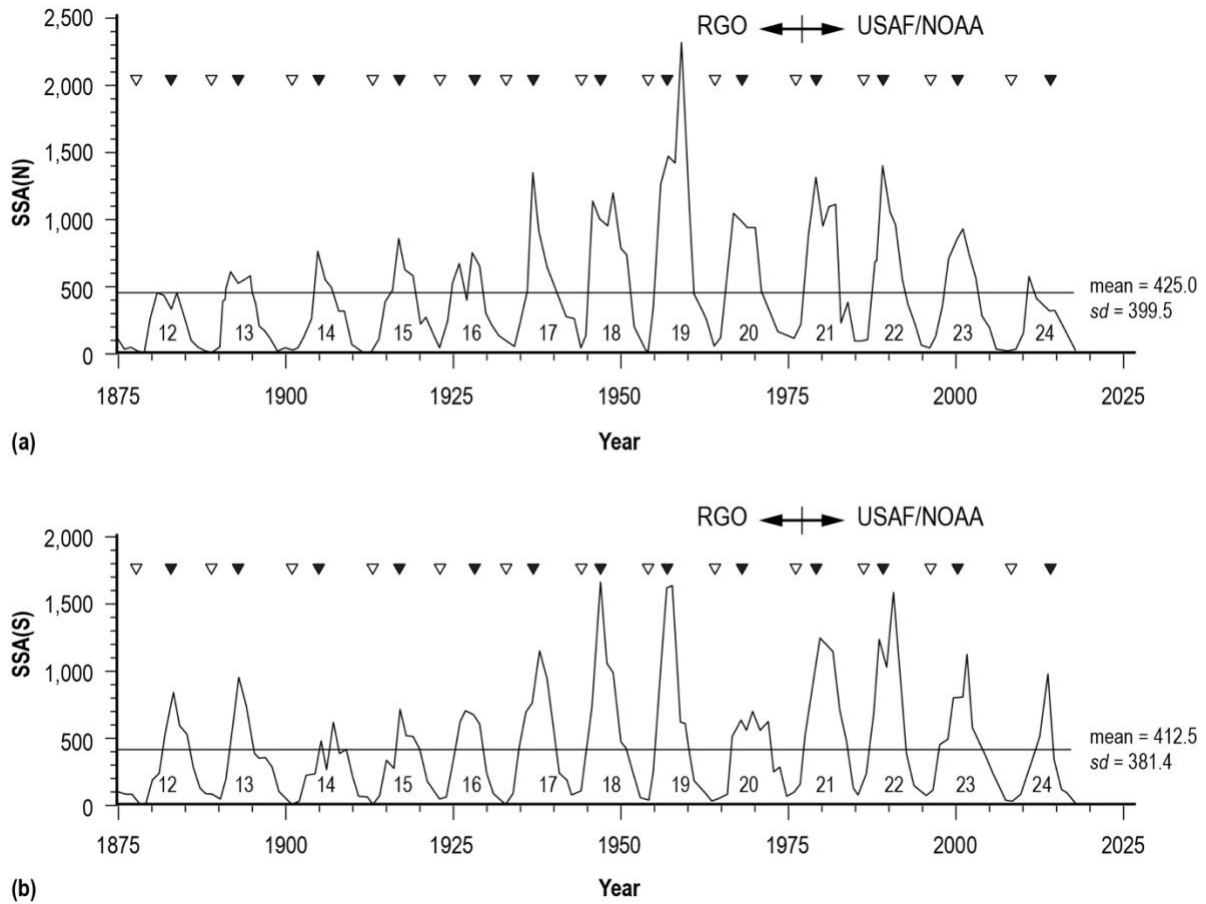 RGO USAF/NOAA
2,500
2,000
1,500
1,000
500
0
SSA(N)
12 13 14 15 16 17 18 19 20 21 22 23 24
mean = 425.0
sd = 399.5
1875 1900 1925 1950 1975 2000 2025
Year
(a)
RGO USAF/NOAA
2,000
1,500
1,000
500
0
SSA(S)
12 13 14 15 16 17 18 19 20 21 22 23 24
mean = 412.5
sd = 381.4
1875 1900 1925 1950 1975 2000 2025
Year
(b)